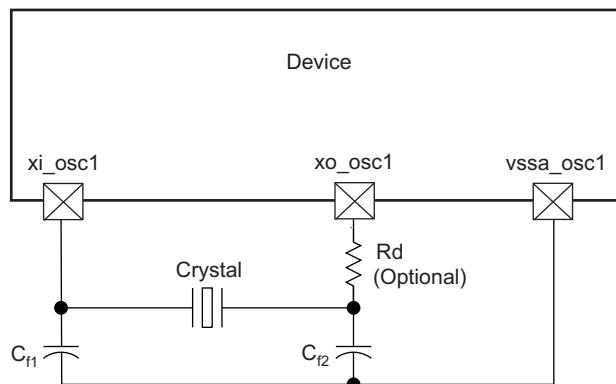 Device
xi_osc1
xo_osc1
vssa_osc1
Rd
(Optional)
Crystal
Cf1
Cf2